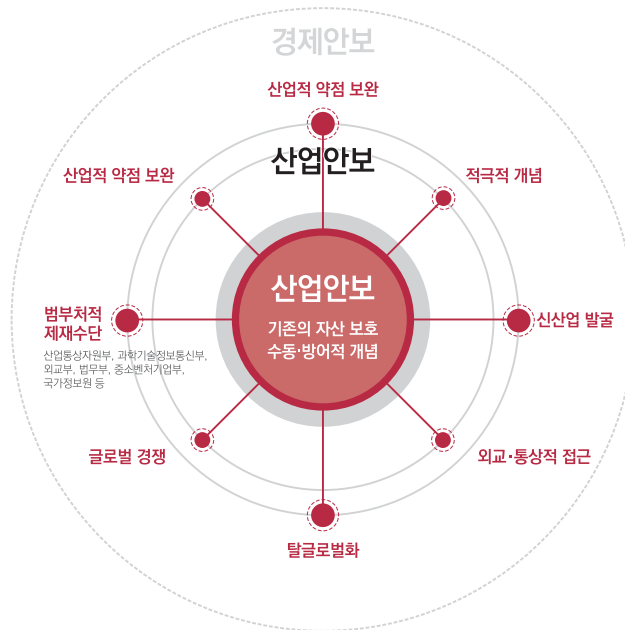 경제안보
산업적 약점 보완
산업안보
산업적 약점 보완
적극적 개념
산업안보
기존의 자산 보호
수동·방어적 개념
범부처적
제재수단
산업통상자원부, 과학기술정보통신부,
외교부, 법무부, 중소벤처기업부,
국가정보원 등
신산업 발굴
글로벌 경쟁
외교·통상적 접근
탈글로벌화